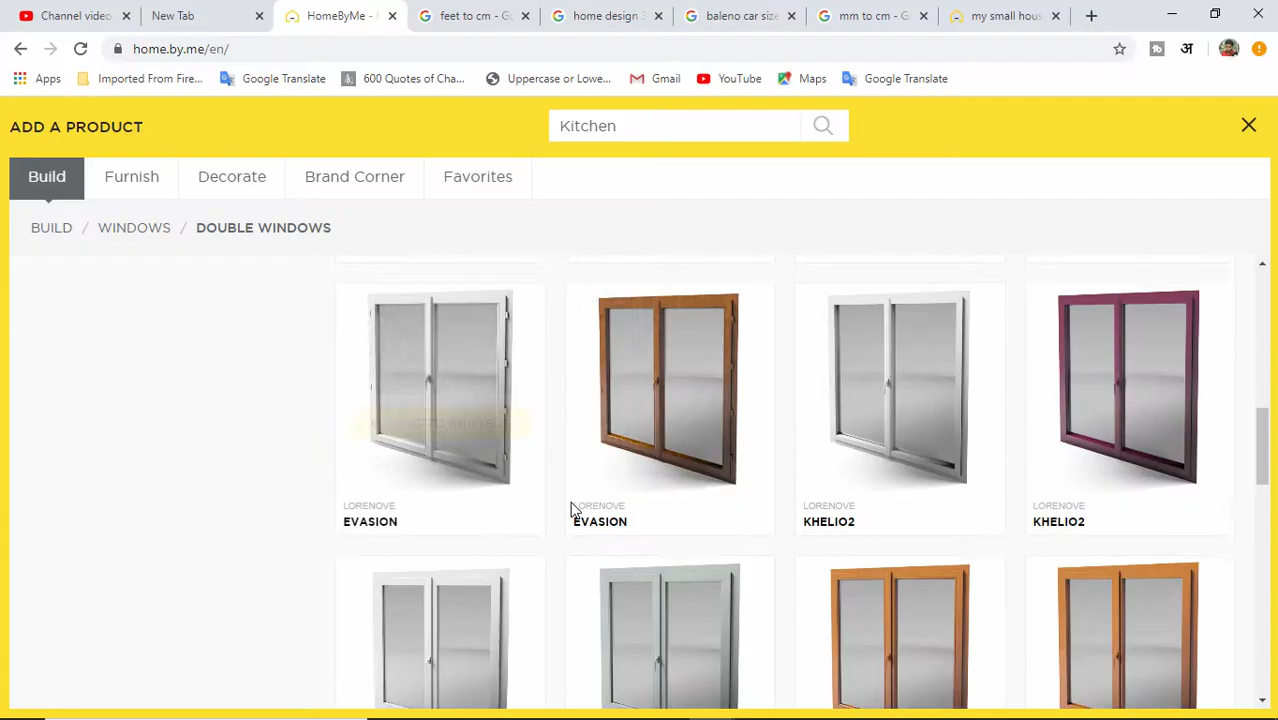 Channel video
New Tab
HomeByMe -
feet to cm - G
home design
baleno car size
mm to cm - G
my small hous
home.by.me/en/
अ
Apps
Imported From Fire...
Google Translate
600 Quotes of Cha...
Uppercase or Lowe...
Gmail
YouTube
Maps
Google Translate
ADD A PRODUCT
Kitchen
Build
Furnish
Decorate
Brand Corner
Favorites
BUILD / WINDOWS / DOUBLE WINDOWS
LORENOVE
EVASION
LORENOVE
EVASION
LORENOVE
KHELIO2
LORENOVE
KHELIO2